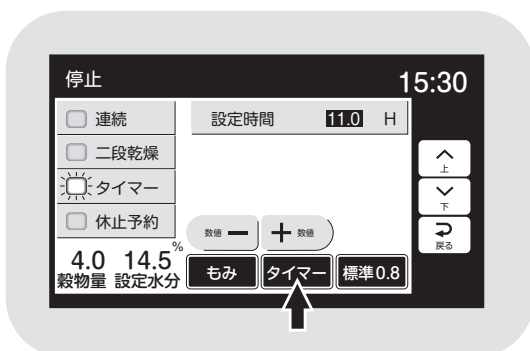 停止 15:30
連続
二段乾燥
タイマー
休止予約
設定時間 11.0 H
数値 − + 数値
上
下
戻る
4.0 14.5%
穀物量 設定水分
もみ タイマー 標準0.8